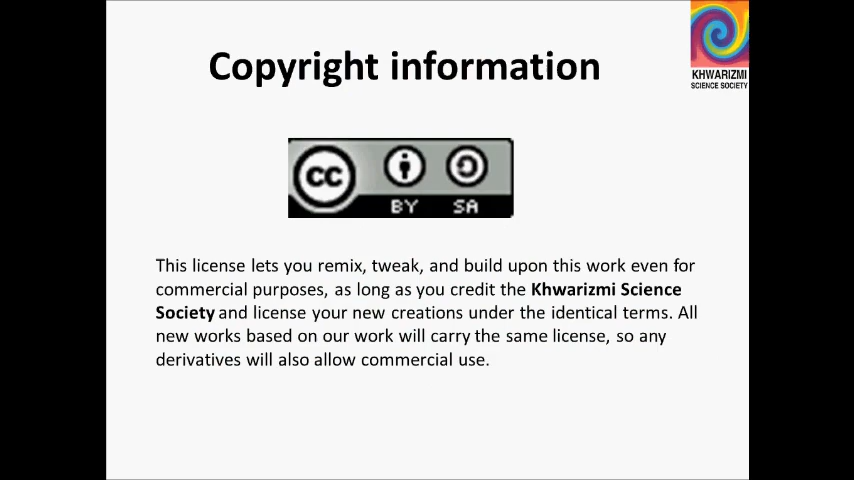 Copyright information
KHWARIZMI
SCIENCE SOCIETY
CC
BY SA
This license lets you remix, tweak, and build upon this work even for
commercial purposes, as long as you credit the Khwarizmi Science
Society and license your new creations under the identical terms. All
new works based on our work will carry the same license, so any
derivatives will also allow commercial use.